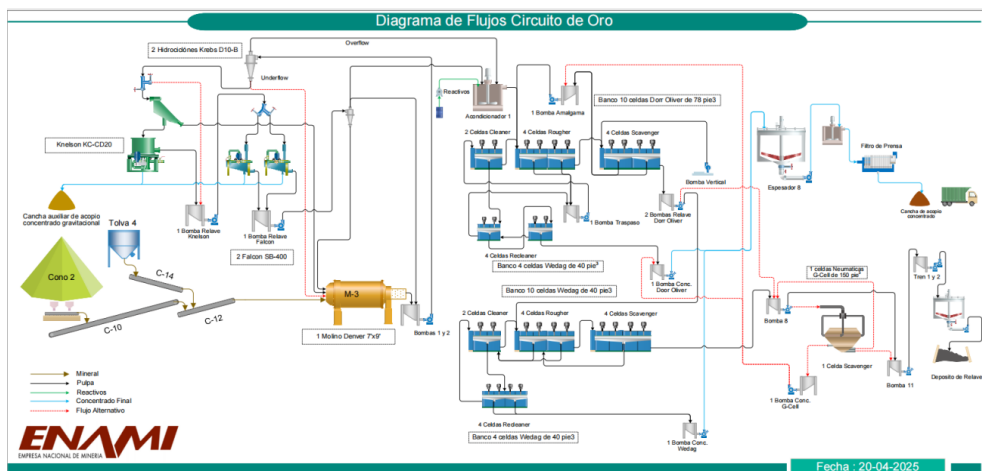 Diagrama de Flujos Circuito de Oro
2 Hidrociclónes Krebs D10-B
Overflow
Underflow
Reactivos
Acondicionador 1
1 Bomba Amalgama
Banco 10 celdas Dorr Oliver de 78 pie3
2 Celdas Cleaner
4 Celdas Rougher
4 Celdas Scavenger
Knelson KC-CD20
Bomba Vertical
Espesador 8
Filtro de Prensa
Cancha auxiliar de acopio
concentrado gravitacional
1 Bomba Relave
Knelson
1 Bomba Relave
Falcon
2 Falcon SB-400
1 Bomba Traspaso
2 Bombas Relave
Dorr Oliver
Cancha de acopio
concentrado
Tolva 4
Cono 2
C-14
C-10
C-12
M-3
1 Molino Denver 7'x9'
Bombas 1 y 2
4 Celdas Recleaner
Banco 4 celdas Wedag de 40 pie³
1 Bomba Conc.
Door Oliver
Banco 10 celdas Wedag de 40 pie3
2 Celdas Cleaner
4 Celdas Rougher
4 Celdas Scavenger
1 celdas Neumaticas
G-Cell de 150 pie³
Tren 1 y 2
Bomba 8
1 Celda Scavenger
Bomba 11
Deposito de Relave
1 Bomba Conc.
G-Cell
4 Celdas Recleaner
Banco 4 celdas Wedag de 40 pie3
1 Bomba Conc.
Wedag
Mineral
Pulpa
Reactivos
Concentrado Final
Flujo Alternativo
ENAMI
EMPRESA NACIONAL DE MINERIA
Fecha : 20-04-2025